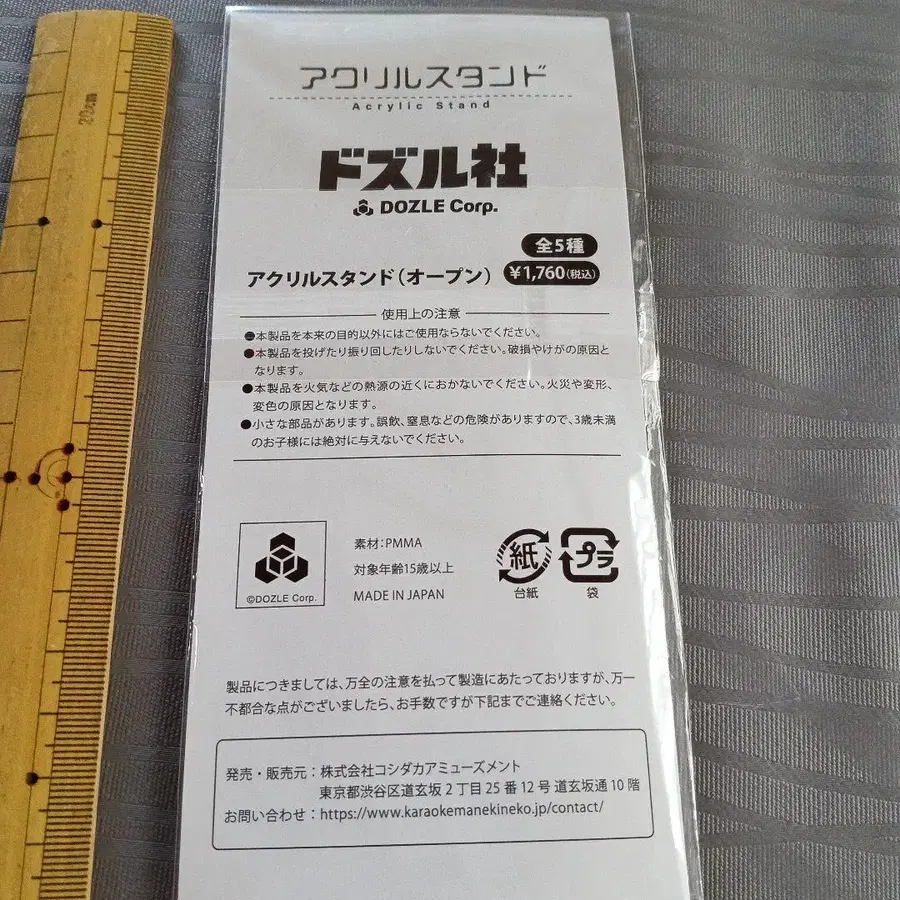 アクリルスタンド
Acrylic Stand
ドズル社
DOZLE Corp.
全5種
アクリルスタンド(オープン) ¥1,760(税込)
使用上の注意
●本製品を本来の目的以外にはご使用ならないでください。
●本製品を投げたり振り回したりしないでください。破損やけがの原因と
なります。
●本製品を火気などの熱源の近くにおかないでください。火災や変形、
変色の原因となります。
●小さな部品があります。誤飲、窒息などの危険がありますので、3歳未満
のお子様には絶対に与えないでください。
素材:PMMA
対象年齢15歳以上
MADE IN JAPAN
©DOZLE Corp.
紙
台紙
プラ
袋
製品につきましては、万全の注意を払って製造にあたっておりますが、万一
不都合な点がございましたら、お手数ですが下記までご連絡ください。
発売・販売元:株式会社コシダカアミューズメント
東京都渋谷区道玄坂2丁目25番12号 道玄坂通10階
お問い合わせ:https://www.karaokemanekineko.jp/contact/